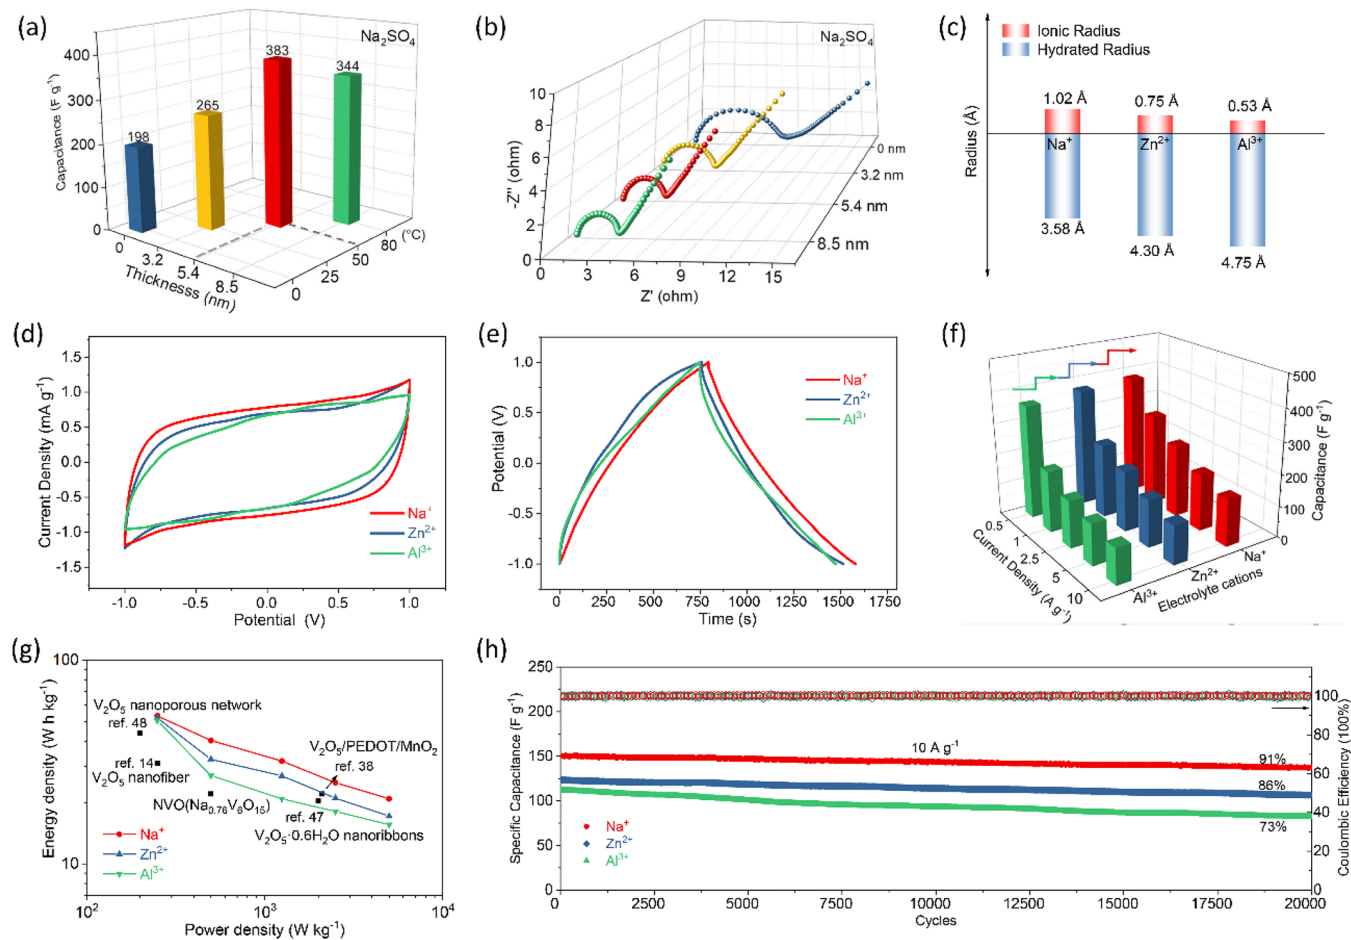 (a)
Na₂SO₄
Capacitance (F g⁻¹)
400
300
200
100
0
198
265
383
344
0
3.2
5.4
8.5
Thicknesss (nm)
0
25
50
80
(°C)
(b)
Na₂SO₄
-Z'' (ohm)
10
8
6
4
2
0
0
3
6
9
12
15
Z' (ohm)
0 nm
3.2 nm
5.4 nm
8.5 nm
(c)
Ionic Radius
Hydrated Radius
Radius (Å)
1.02 Å
0.75 Å
0.53 Å
Na⁺
Zn²⁺
Al³⁺
3.58 Å
4.30 Å
4.75 Å
(d)
Current Density (mA g⁻¹)
1.5
1.0
0.5
0.0
-0.5
-1.0
-1.5
Na⁺
Zn²⁺
Al³⁺
-1.0
-0.5
0.0
0.5
1.0
Potential (V)
(e)
Potential (V)
1.0
0.5
0.0
-0.5
-1.0
Na⁺
Zn²⁺
Al³⁺
0
250
500
750
1000
1250
1500
1750
Time (s)
(f)
500
400
300
200
100
0
Capacitance (F g⁻¹)
0.5
1
2.5
5
10
Current Density (A g⁻¹)
Al³⁺
Zn²⁺
Na⁺
Electrolyte cations
(g)
Energy density (W h kg⁻¹)
100
10
V₂O₅ nanoporous network
ref. 48
V₂O₅/PEDOT/MnO₂
ref. 38
ref. 14
V₂O₅ nanofiber
NVO(Na₀.₇₆V₆O₁₅)
ref. 47
V₂O₅·0.6H₂O nanoribbons
Na⁺
Zn²⁺
Al³⁺
10²
10³
10⁴
Power density (W kg⁻¹)
(h)
Specific Capacitance (F g⁻¹)
250
225
200
175
150
125
100
75
50
25
0
10 A g⁻¹
91%
86%
73%
Na⁺
Zn²⁺
Al³⁺
0
2500
5000
7500
10000
12500
15000
17500
20000
Cycles
100
80
60
40
20
0
Coulombic Efficiency (100%)